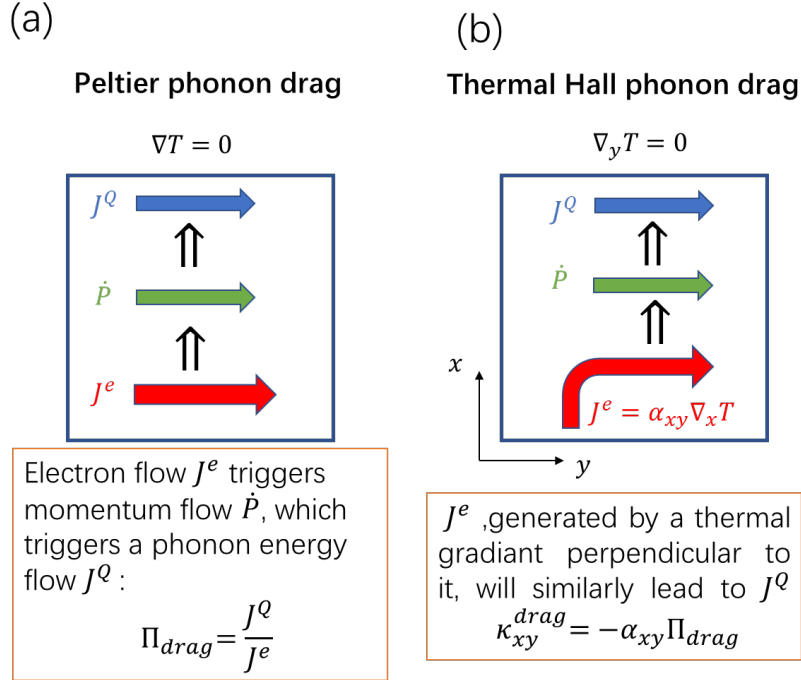 (a)
Peltier phonon drag
∇T = 0
J^Q
Ṗ
J^e
Electron flow J^e triggers
momentum flow Ṗ, which
triggers a phonon energy
flow J^Q :
Π_drag = J^Q / J^e
(b)
Thermal Hall phonon drag
∇_yT = 0
J^Q
Ṗ
x
J^e = α_xy∇_xT
y
J^e ,generated by a thermal
gradiant perpendicular to
it, will similarly lead to J^Q
κ_xy^drag = −α_xyΠ_drag